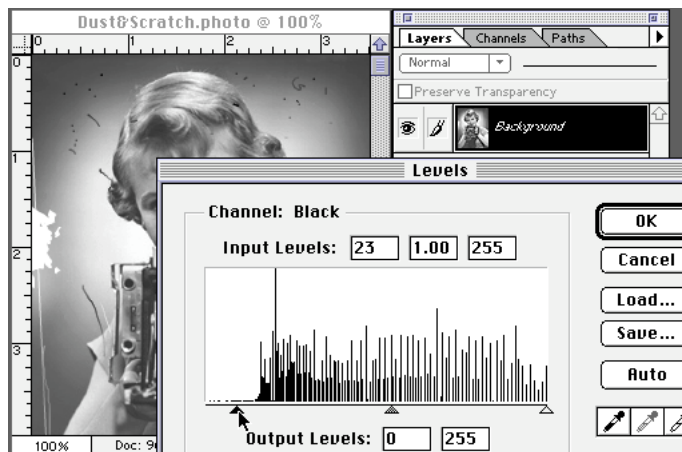 Dust&Scratch.photo @ 100%
0 1 2 3
0
1
2
3
100% Doc:
Layers Channels Paths
Normal
Preserve Transparency
Background
Levels
Channel: Black
Input Levels: 23 1.00 255
Output Levels: 0 255
OK
Cancel
Load...
Save...
Auto